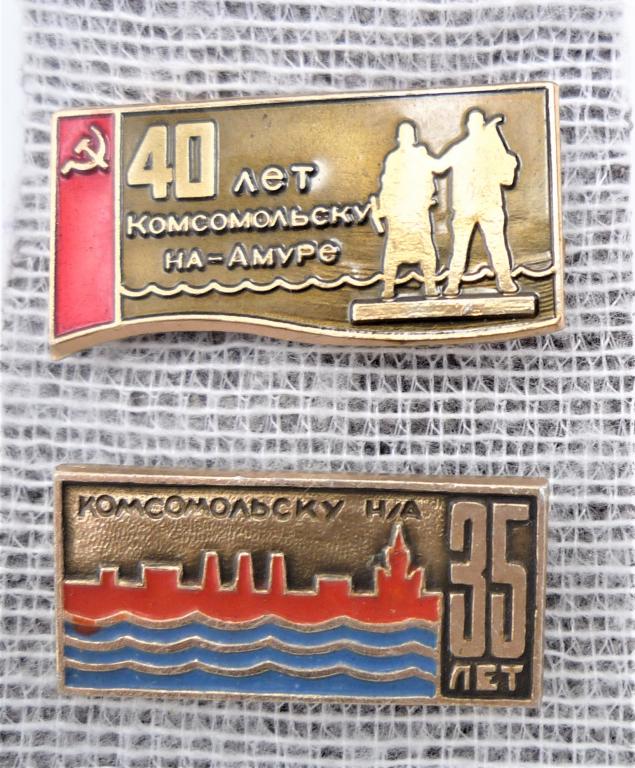 40 лет
Комсомольску
на-Амуре
КОМСОМОЛЬСКУ Н/А
35
ЛЕТ